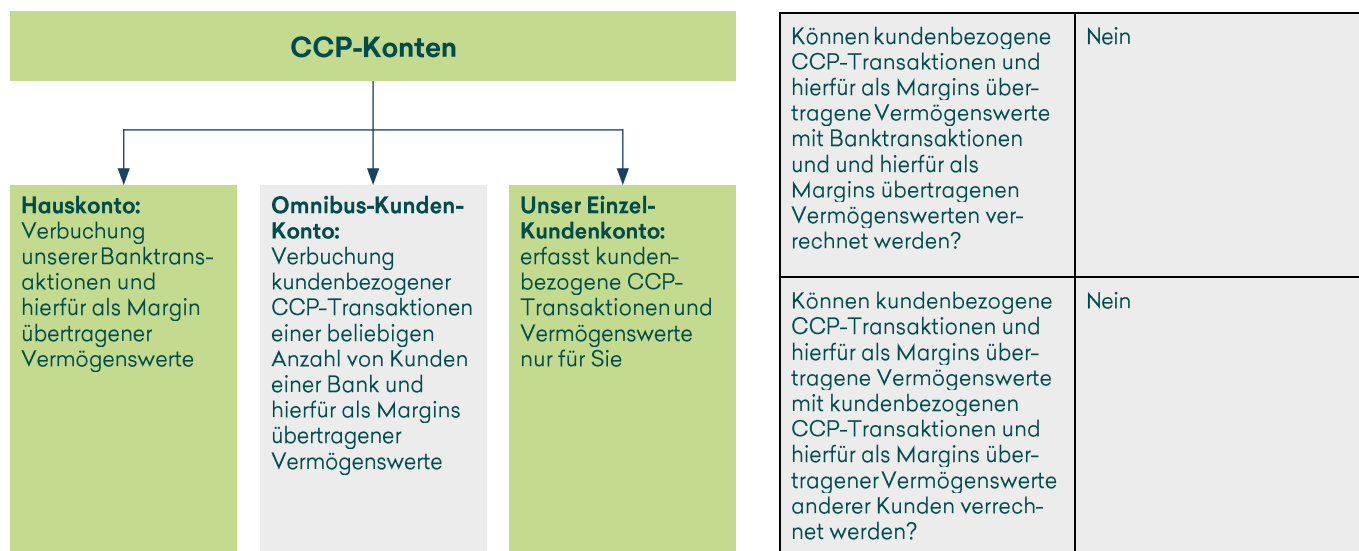 CCP-Konten
Hauskonto:
Verbuchung
unserer Banktrans-
aktionen und
hierfür als Margin
übertragener
Vermögenswerte
Omnibus-Kunden-
Konto:
Verbuchung
kundenbezogener
CCP-Transaktionen
einer beliebigen
Anzahl von Kunden
einer Bank und
hierfür als Margins
übertragener
Vermögenswerte
Unser Einzel-
Kundenkonto:
erfasst kunden-
bezogene CCP-
Transaktionen und
Vermögenswerte
nur für Sie
Können kundenbezogene
CCP-Transaktionen und
hierfür als Margins über-
tragene Vermögenswerte
mit Banktransaktionen
und und hierfür als
Margins übertragenen
Vermögenswerten ver-
rechnet werden?
Nein
Können kundenbezogene
CCP-Transaktionen und
hierfür als Margins über-
tragene Vermögenswerte
mit kundenbezogenen
CCP-Transaktionen und
hierfür als Margins über-
tragener Vermögenswerte
anderer Kunden verrech-
net werden?
Nein